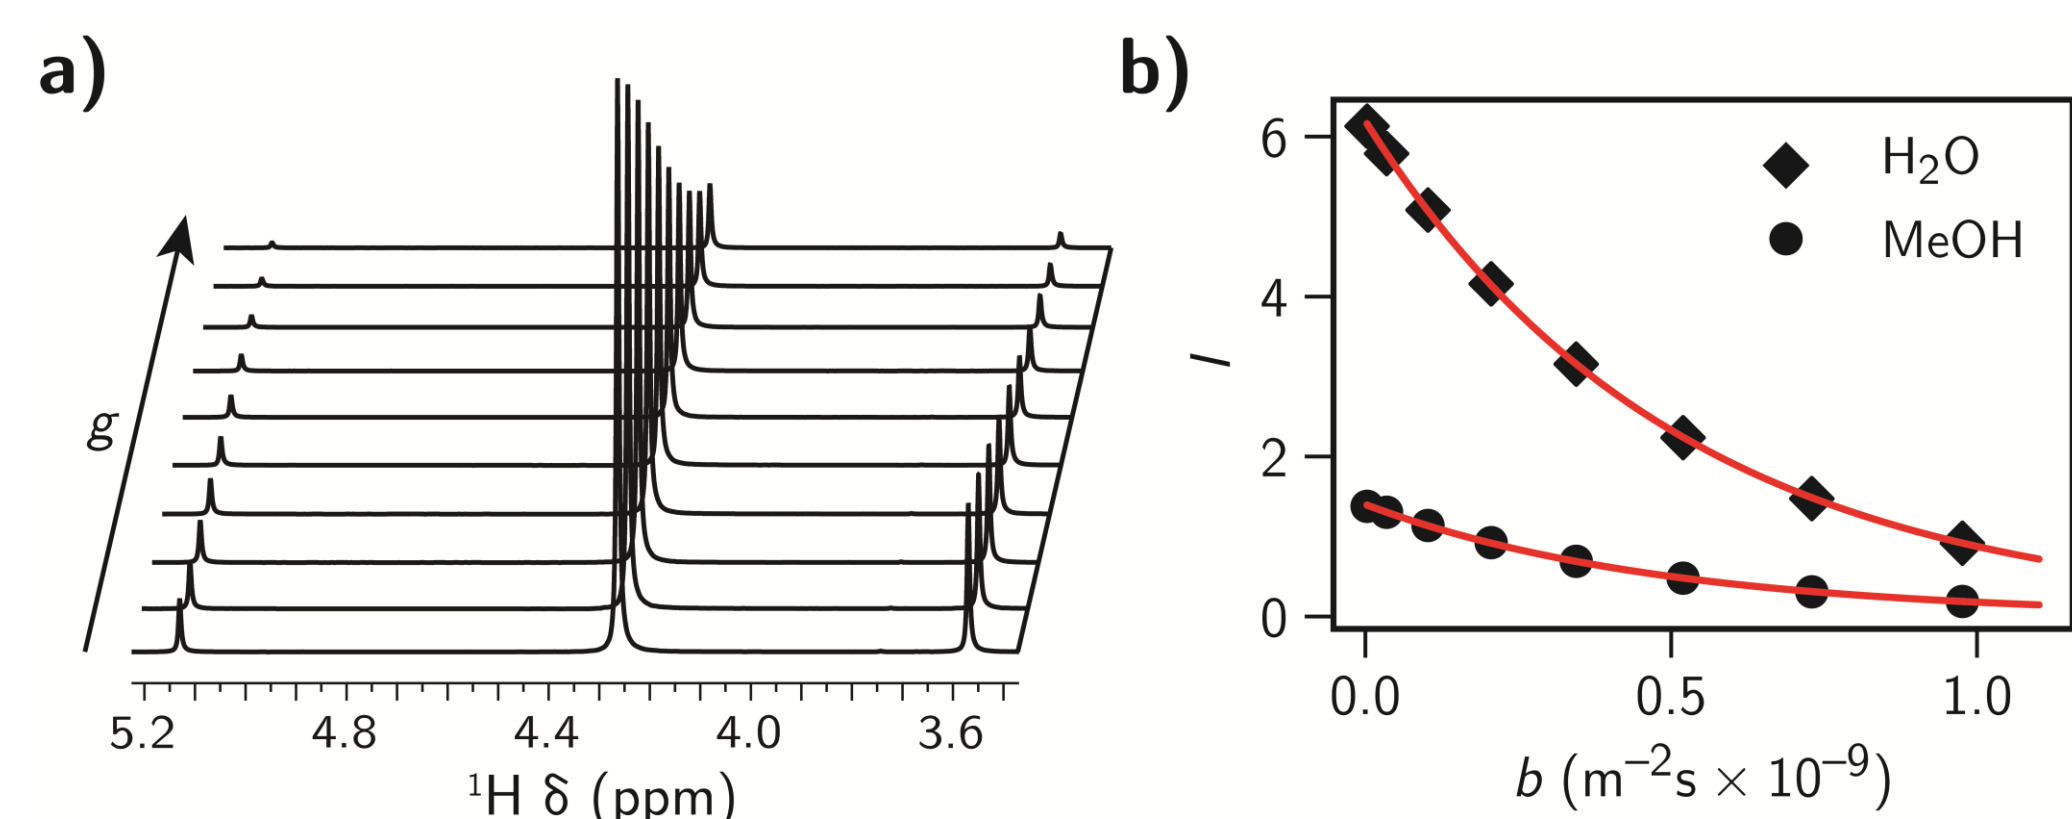 a)
g
5.2 4.8 4.4 4.0 3.6
¹H δ (ppm)
b)
I
6
4
2
0
H₂O
MeOH
0.0 0.5 1.0
b (m⁻²s × 10⁻⁹)